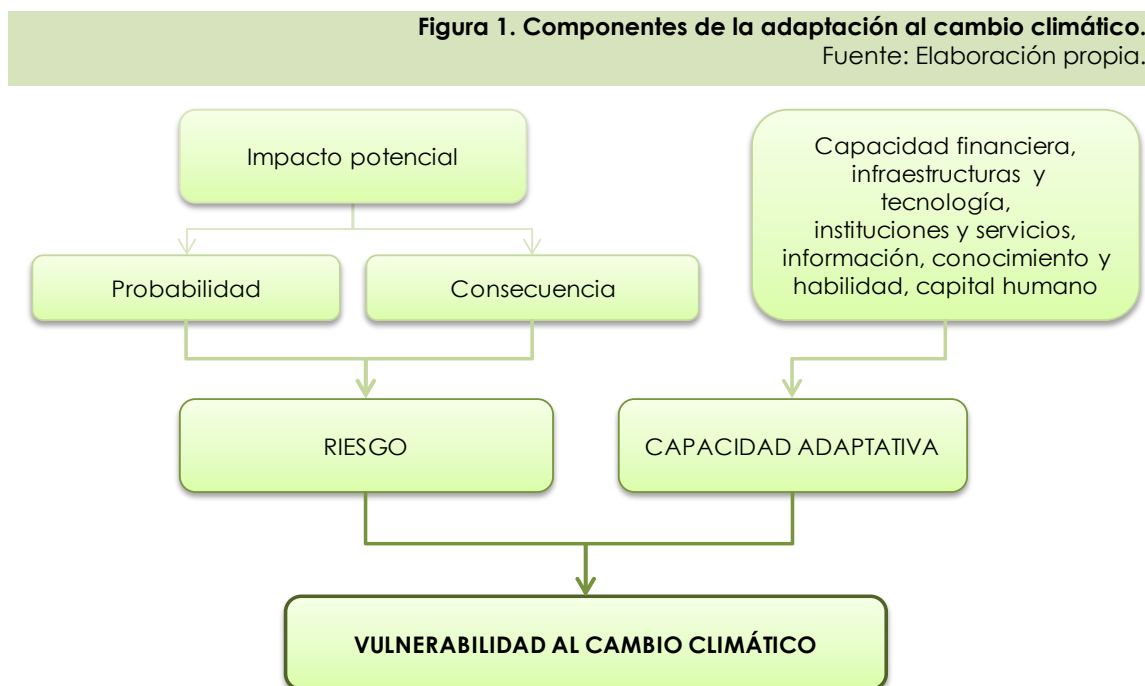 Figura 1. Componentes de la adaptación al cambio climático.
Fuente: Elaboración propia.
Impacto potencial
Capacidad financiera,
infraestructuras y
tecnología,
instituciones y servicios,
información, conocimiento y
habilidad, capital humano
Probabilidad
Consecuencia
RIESGO
CAPACIDAD ADAPTATIVA
VULNERABILIDAD AL CAMBIO CLIMÁTICO